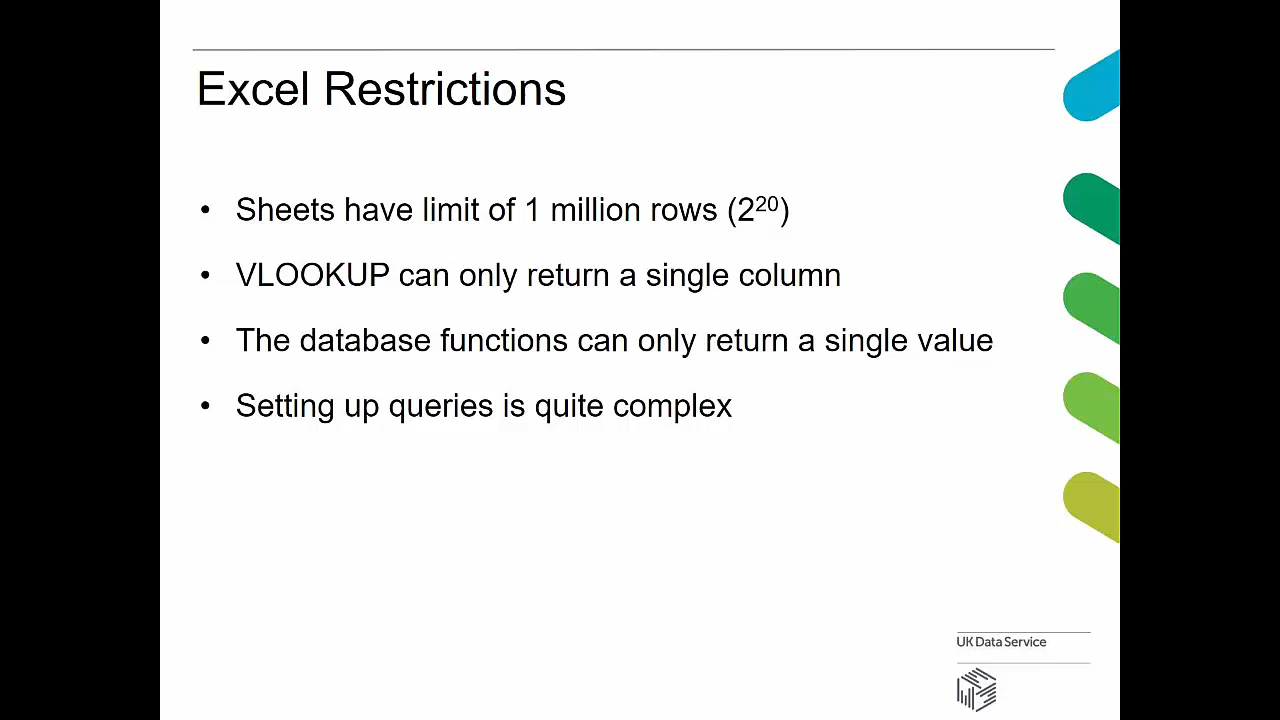 Excel Restrictions
• Sheets have limit of 1 million rows (2²⁰)
• VLOOKUP can only return a single column
• The database functions can only return a single value
• Setting up queries is quite complex
UK Data Service